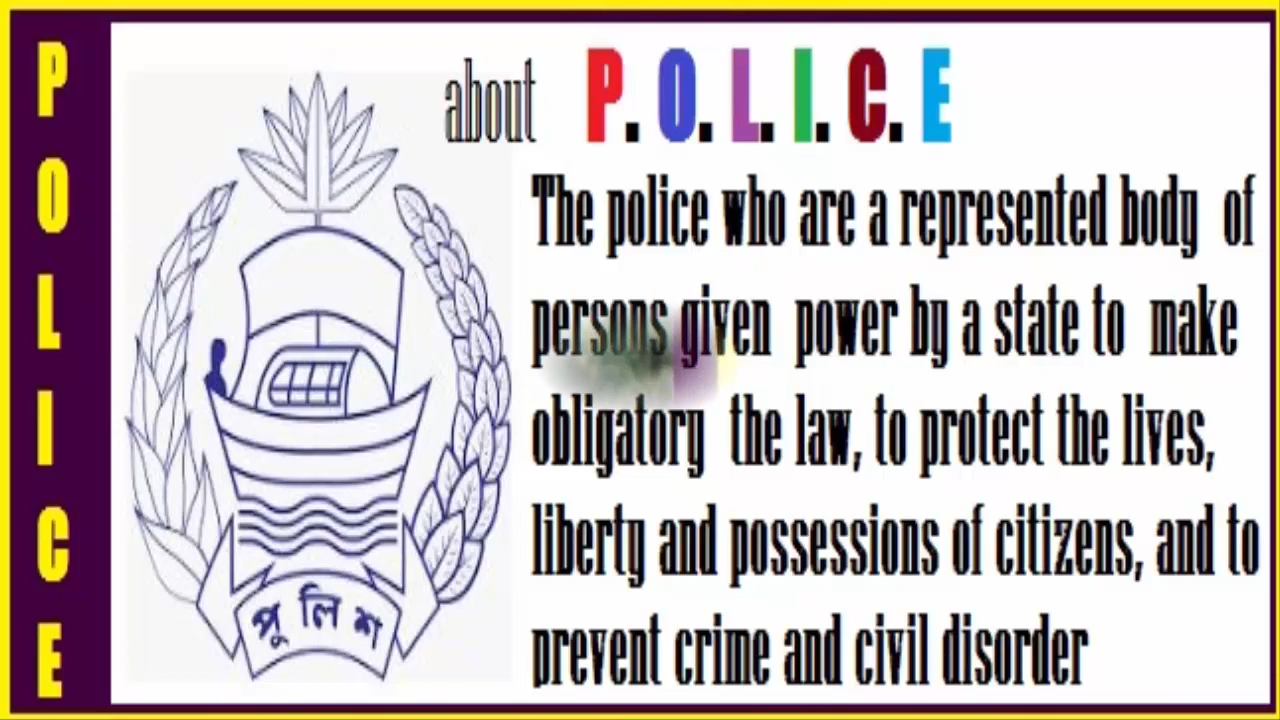 POLICE
about P. O. L. I. C. E
The police who are a represented body of
persons given power by a state to make
obligatory the law, to protect the lives,
liberty and possessions of citizens, and to
prevent crime and civil disorder
পুলিশ